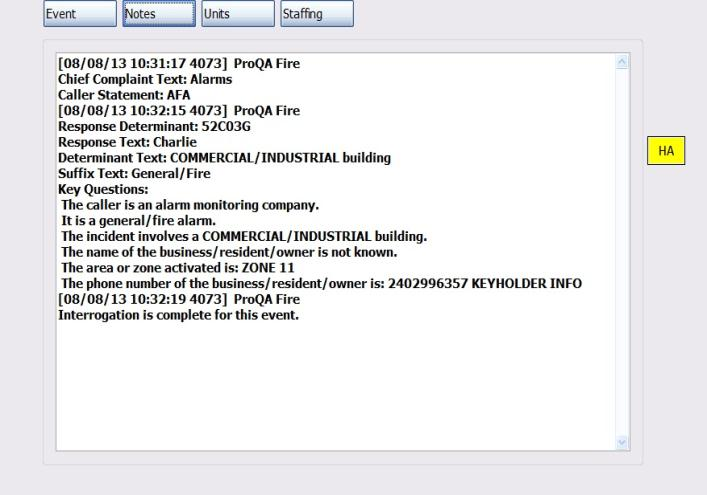 Event Notes Units Staffing
[08/08/13 10:31:17 4073] ProQA Fire
Chief Complaint Text: Alarms
Caller Statement: AFA
[08/08/13 10:32:15 4073] ProQA Fire
Response Determinant: 52C03G
Response Text: Charlie
Determinant Text: COMMERCIAL/INDUSTRIAL building
Suffix Text: General/Fire
Key Questions:
The caller is an alarm monitoring company.
It is a general/fire alarm.
The incident involves a COMMERCIAL/INDUSTRIAL building.
The name of the business/resident/owner is not known.
The area or zone activated is: ZONE 11
The phone number of the business/resident/owner is: 2402996357 KEYHOLDER INFO
[08/08/13 10:32:19 4073] ProQA Fire
Interrogation is complete for this event.
HA